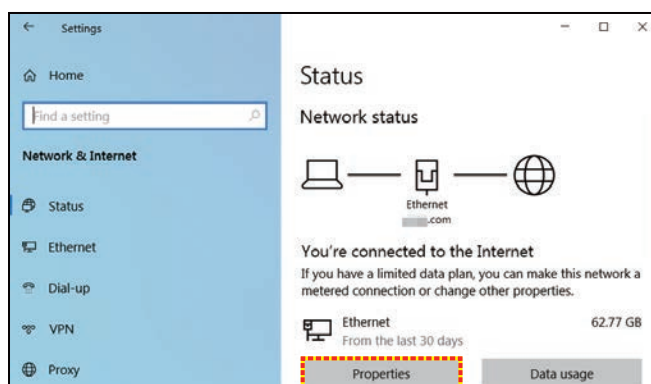 Settings
Home
Find a setting
Network & Internet
Status
Ethernet
Dial-up
VPN
Proxy
Status
Network status
Ethernet
.com
You're connected to the Internet
If you have a limited data plan, you can make this network a
metered connection or change other properties.
Ethernet 62.77 GB
From the last 30 days
Properties Data usage